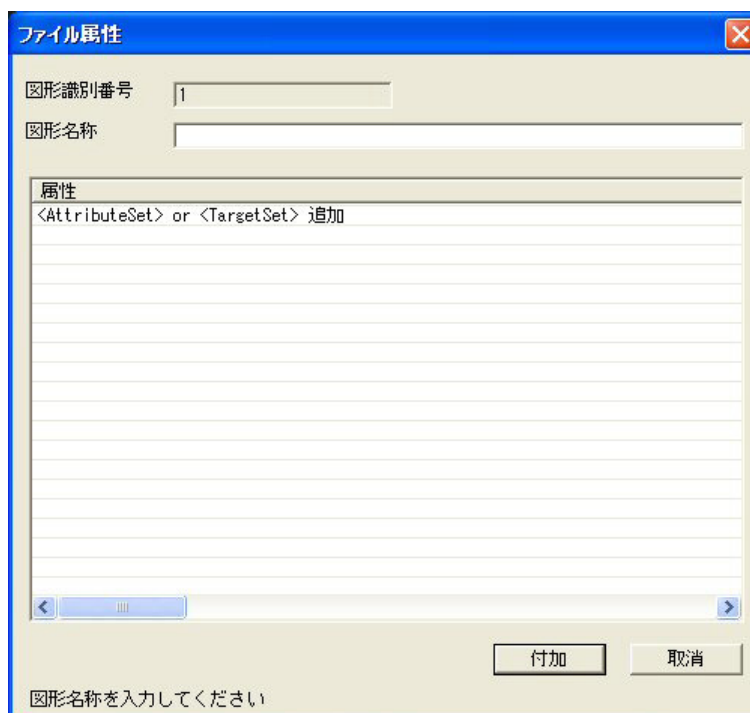 ファイル属性
図形識別番号 1
図形名称
属性
<AttributeSet> or <TargetSet> 追加
付加 取消
図形名称を入力してください